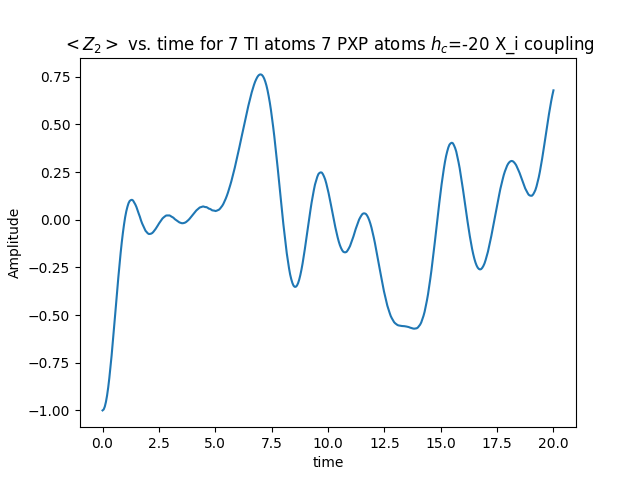 < Z₂ > vs. time for 7 TI atoms 7 PXP atoms h_c=-20 X_i coupling
0.75
0.50
0.25
0.00
−0.25
−0.50
−0.75
−1.00
Amplitude
0.0 2.5 5.0 7.5 10.0 12.5 15.0 17.5 20.0
time